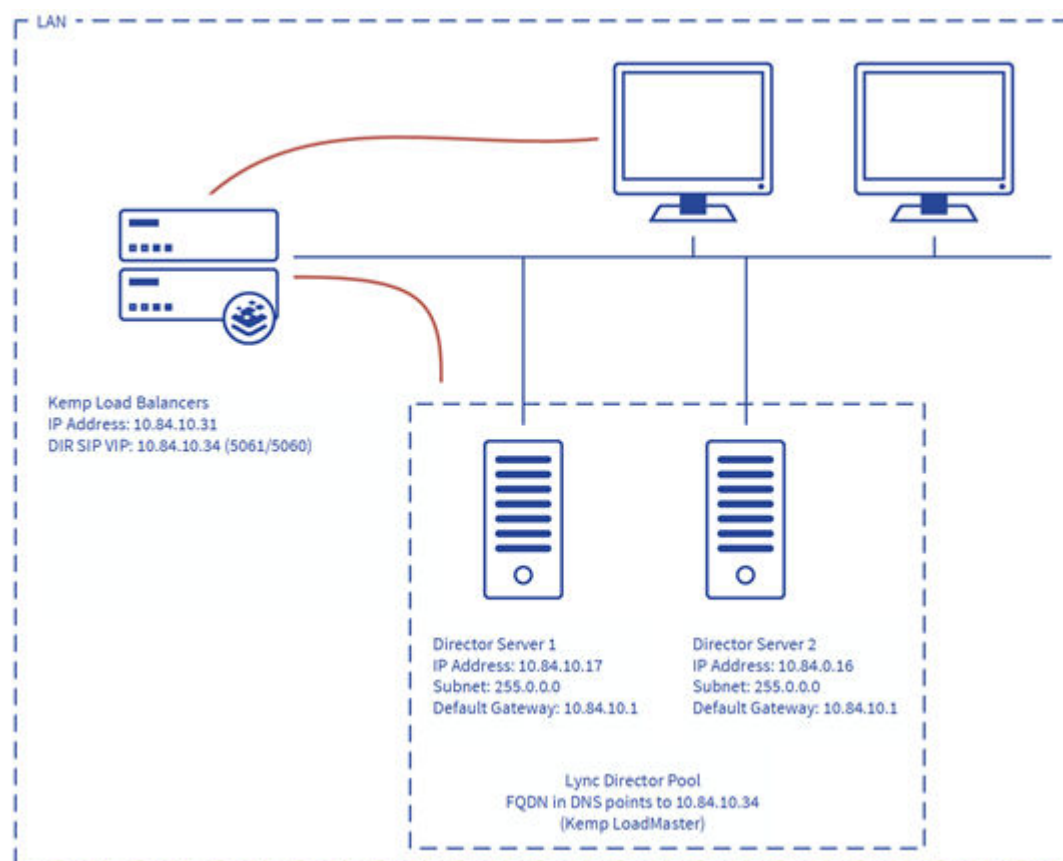 LAN
Kemp Load Balancers
IP Address: 10.84.10.31
DIR SIP VIP: 10.84.10.34 (5061/5060)
Director Server 1
IP Address: 10.84.10.17
Subnet: 255.0.0.0
Default Gateway: 10.84.10.1
Director Server 2
IP Address: 10.84.0.16
Subnet: 255.0.0.0
Default Gateway: 10.84.10.1
Lync Director Pool
FQDN in DNS points to 10.84.10.34
(Kemp LoadMaster)